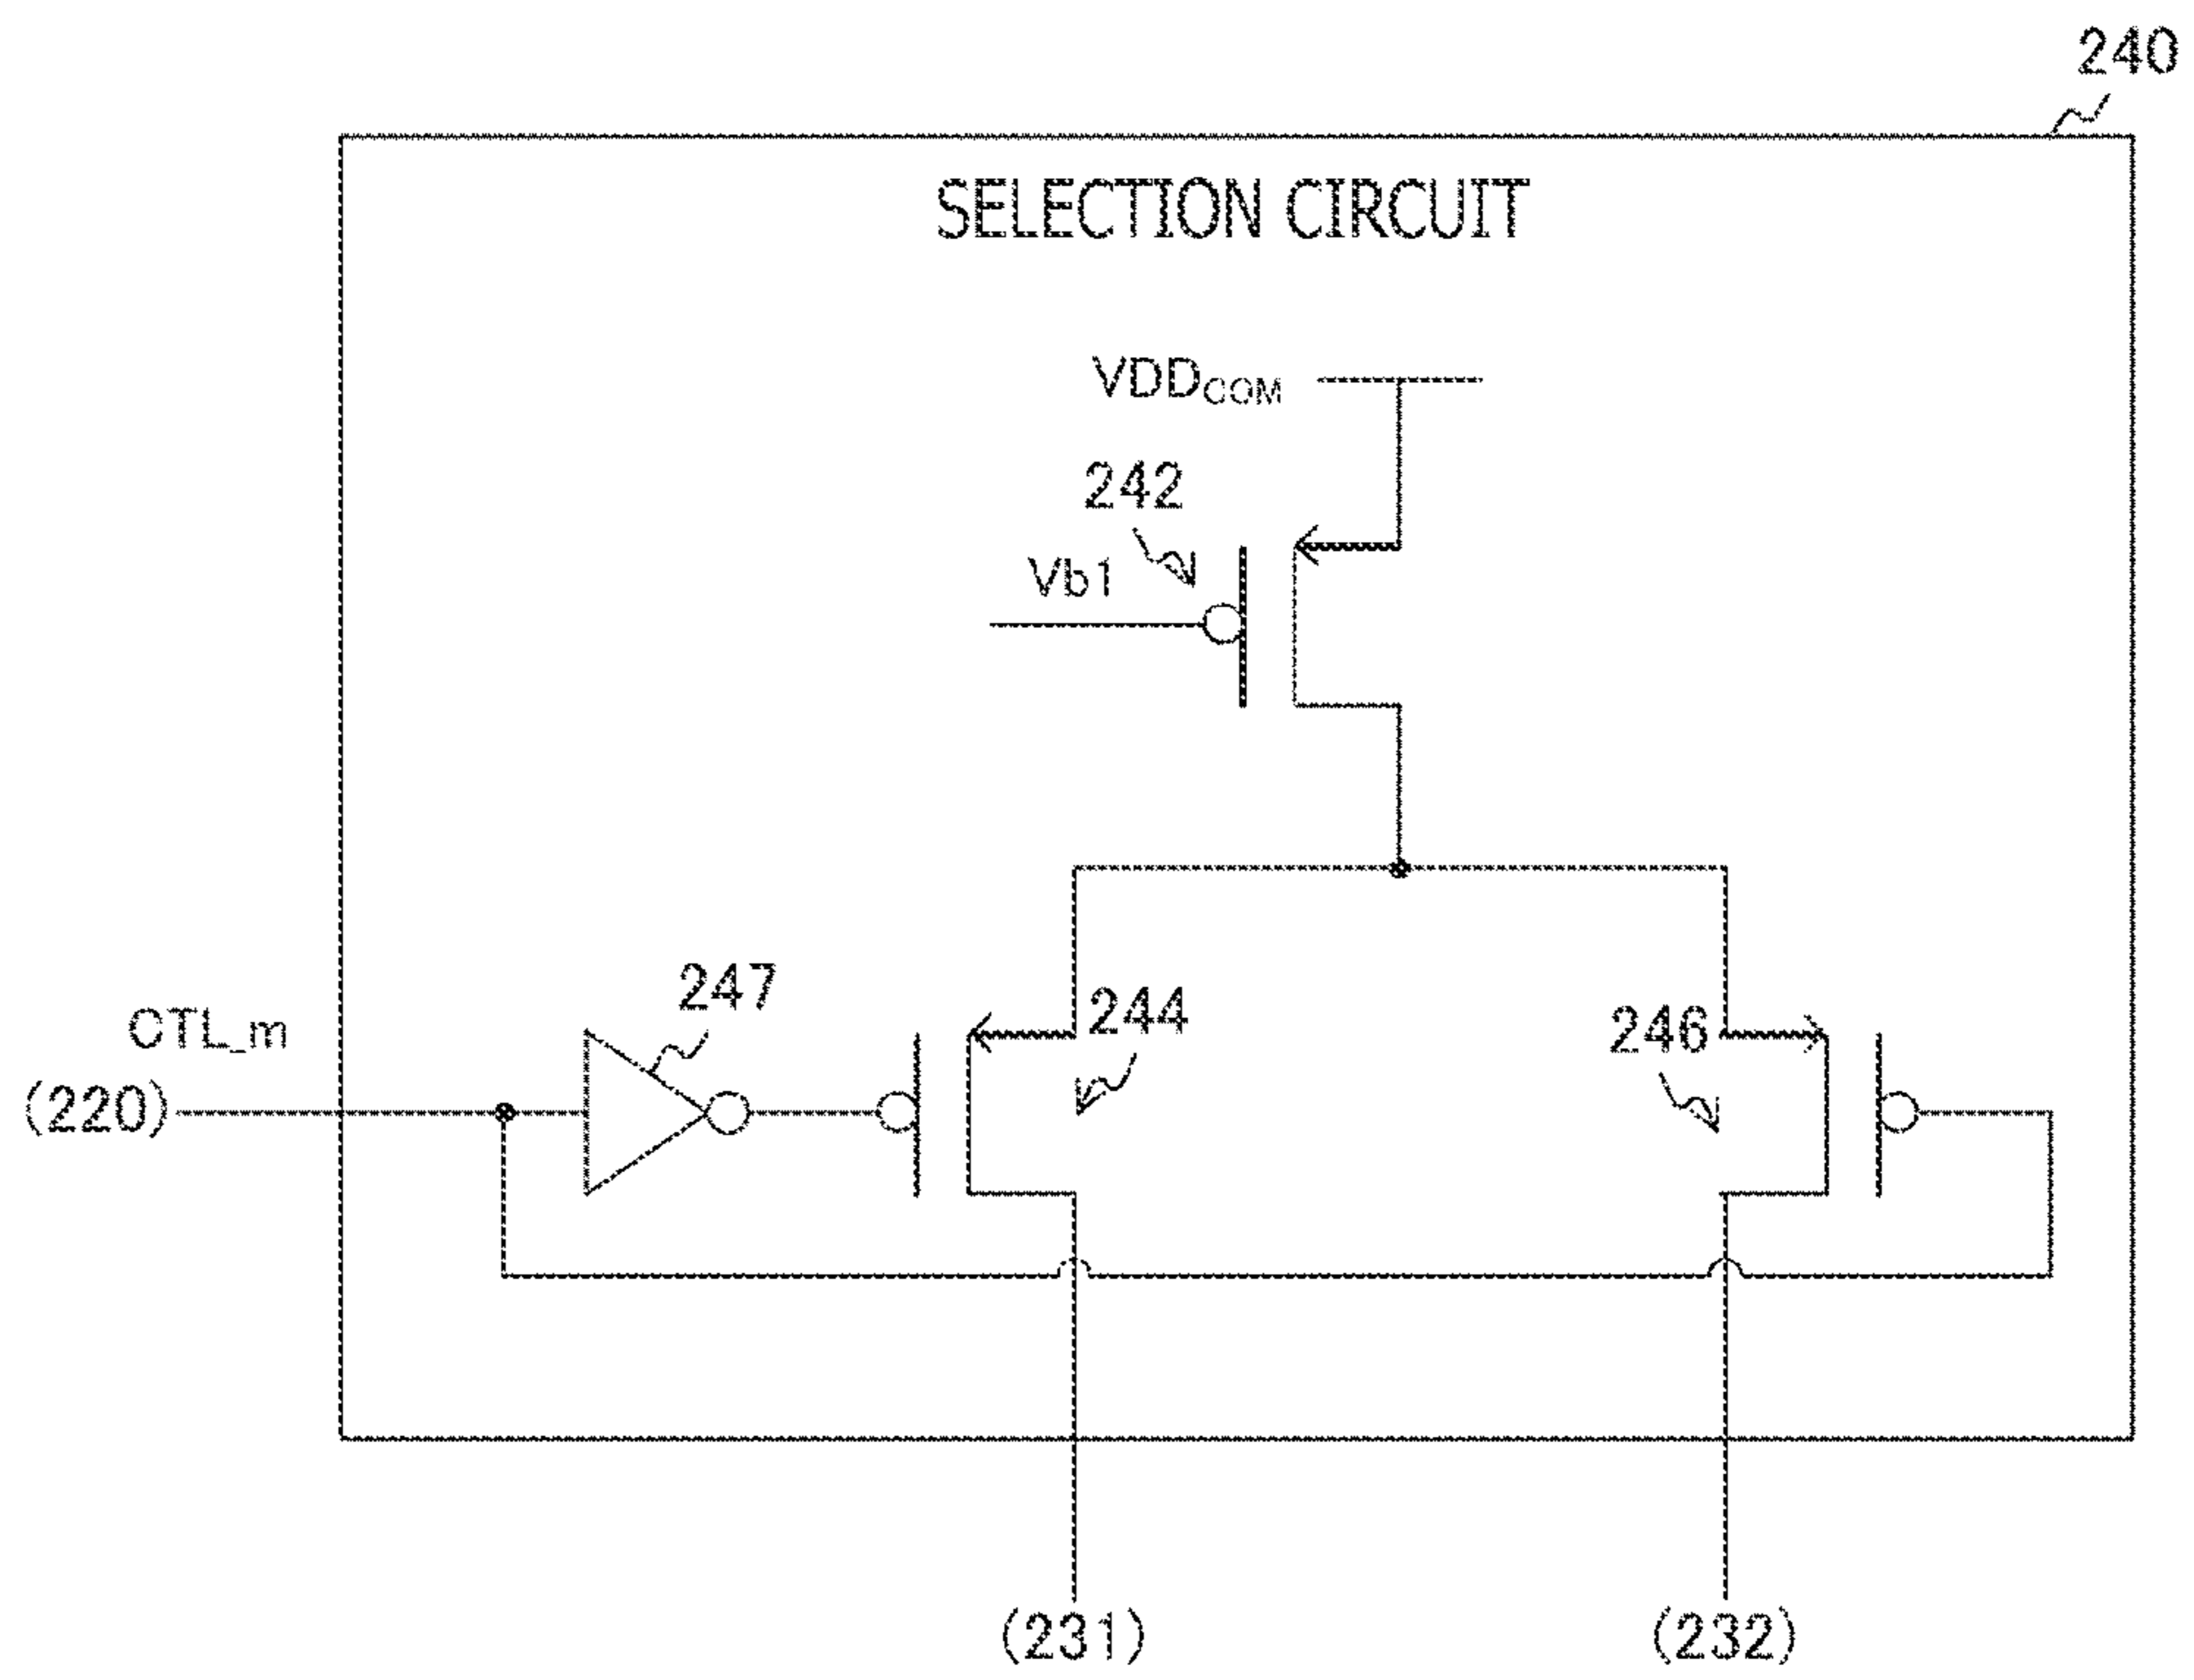 240
SELECTION CIRCUIT
VDDCOM
242
Vb1
247
244
246
CTL_m
(220)
(231)
(232)